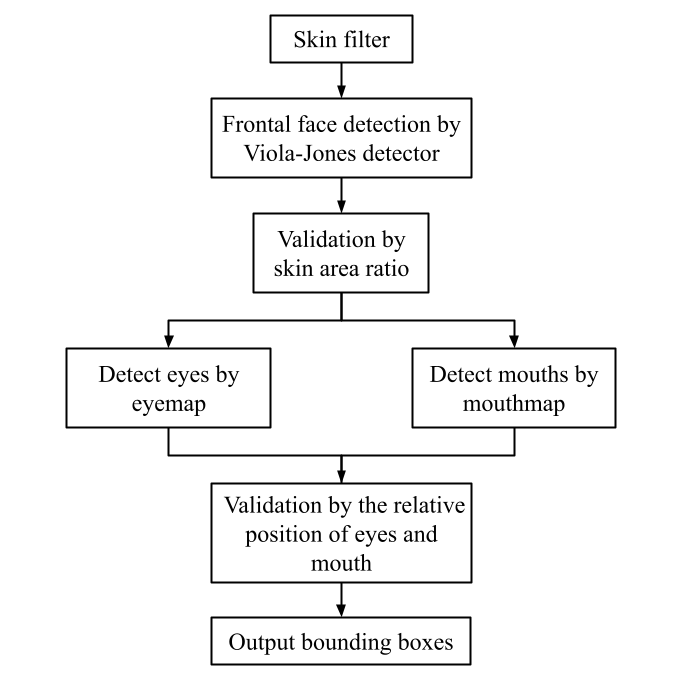 Skin filter
Frontal face detection by
Viola-Jones detector
Validation by
skin area ratio
Detect eyes by
eyemap
Detect mouths by
mouthmap
Validation by the relative
position of eyes and
mouth
Output bounding boxes